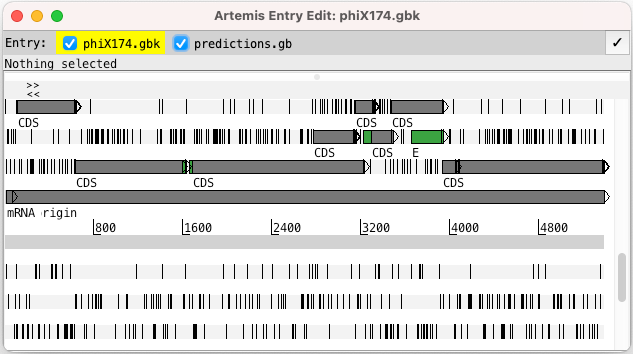 Artemis Entry Edit: phiX174.gbk
Entry: phiX174.gbk predictions.gb
Nothing selected
>>
<<
CDS CDS CDS
CDS CDS E
CDS CDS CDS
mRNA rigin
800 1600 2400 3200 4000 4800